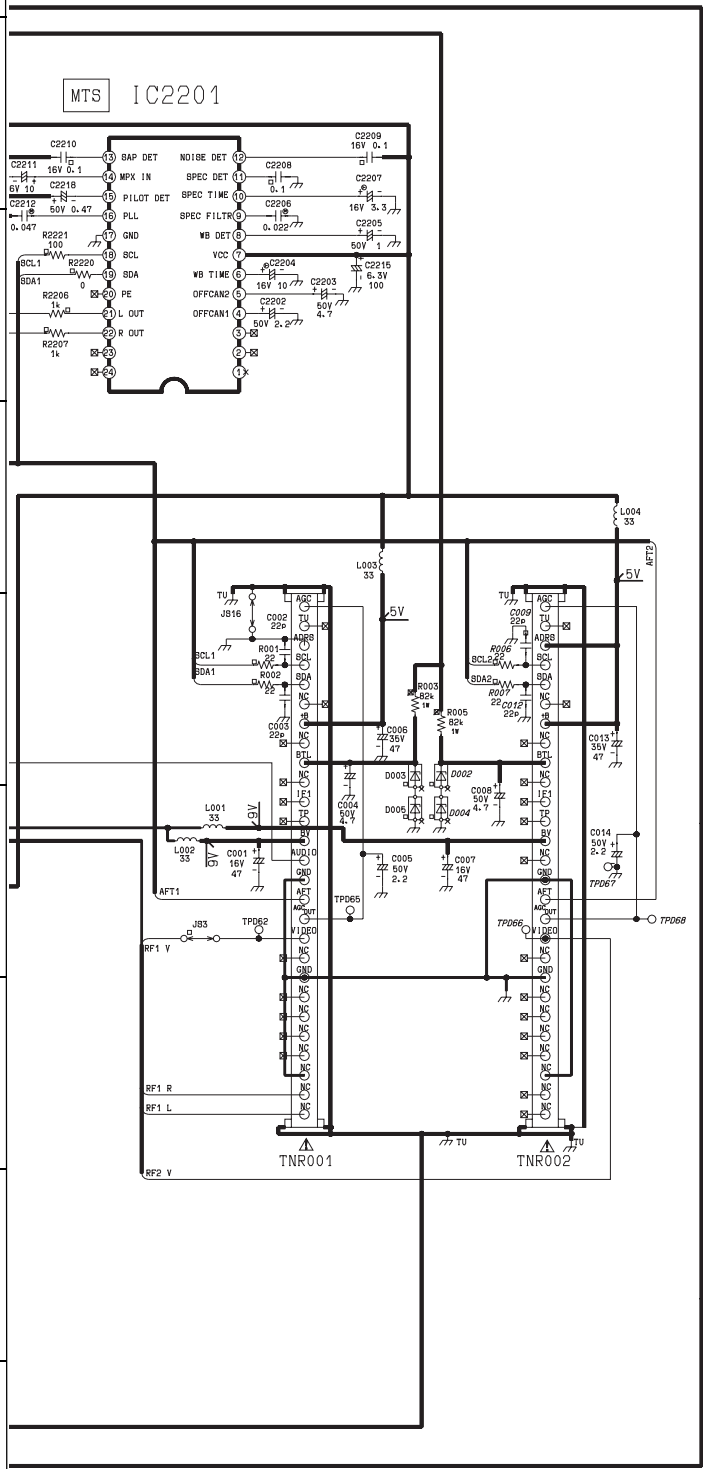 MTS IC2201
C2210
16V 0.1
C2211
6V 10
C2218
50V 0.47
C2212
0.047
R2221
100
SCL1
R2220
0
SDA1
R2206
1k
R2207
1k
13 SAP DET
14 MPX IN
15 PILOT DET
16 PLL
17 GND
18 SCL
19 SDA
20 PE
21 L OUT
22 R OUT
23
24
NOISE DET 12
SPEC DET 11
SPEC TIME 10
SPEC FILTR 9
WB DET 8
VCC 7
WB TIME 6
OFFCAN2 5
OFFCAN1 4
3
2
1
C2209
16V 0.1
C2208
0.1
C2207
16V 3.3
C2206
0.022
C2205
50V 1
C2204
16V 10
C2215
6.3V
100
C2203
50V
4.7
C2202
50V 2.2
L004
33
AFT2
L003
33
5V
5V
TU
JS16
C002
22p
SCL1
R001
22
SDA1
R002
22
C003
22p
AGC
TU
ADRS
SCL
SDA
NC
tB
NC
BTL
NC
IF1
TP
BV
AUDIO
GND
AFT
AGC OUT
VIDEO
NC
GND
NC
NC
NC
NC
NC
NC
NC
C006
35V
47
R003
82k
1W
R005
82k
1W
C004
50V
4.7
D003
D002
D005
D004
C008
50V
4.7
L001
33
9V
L002
33
9V
C001
16V
47
C005
50V
2.2
C007
16V
47
AFT1
TPD65
JS3
TPD62
RF1 V
RF1 R
RF1 L
RF2 V
TU
C009
22p
SCL2
R006
22
SDA2
R007
22
C012
22p
AGC
TU
ADRS
SCL
SDA
NC
tB
NC
BTL
NC
IF1
TP
BV
NC
GND
AFT
AGC OUT
VIDEO
NC
GND
NC
NC
NC
NC
NC
NC
NC
C013
35V
47
C014
50V
2.2
TPD67
TPD66
TPD68
TU
TU
TNR001
TNR002